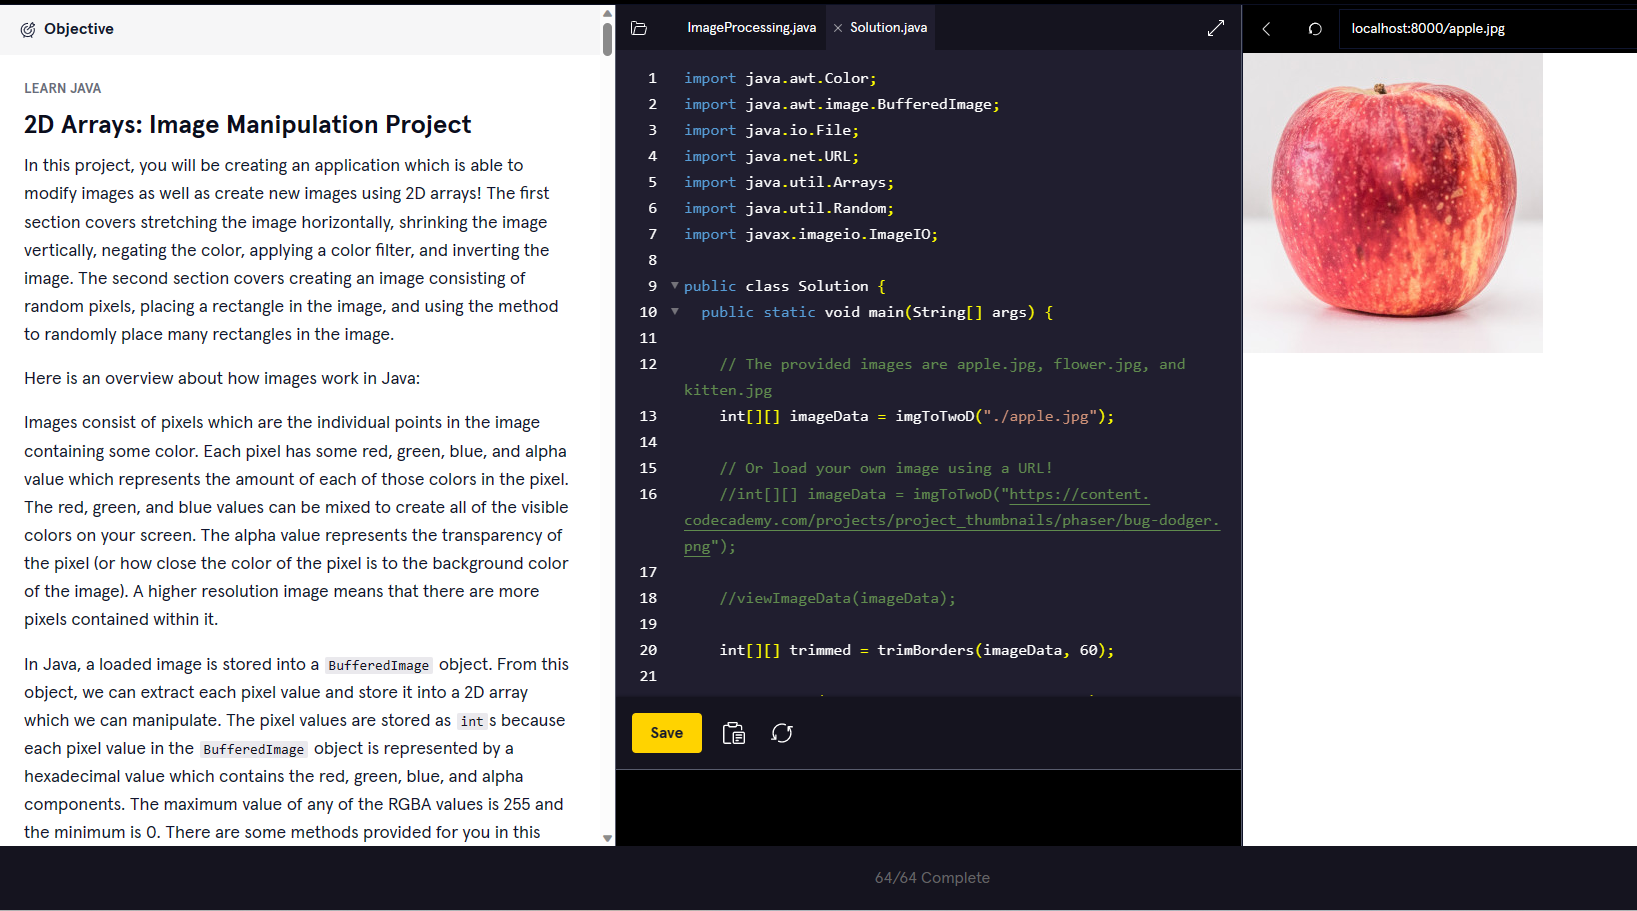 Objective
LEARN JAVA
2D Arrays: Image Manipulation Project
In this project, you will be creating an application which is able to
modify images as well as create new images using 2D arrays! The first
section covers stretching the image horizontally, shrinking the image
vertically, negating the color, applying a color filter, and inverting the
image. The second section covers creating an image consisting of
random pixels, placing a rectangle in the image, and using the method
to randomly place many rectangles in the image.
Here is an overview about how images work in Java:
Images consist of pixels which are the individual points in the image
containing some color. Each pixel has some red, green, blue, and alpha
value which represents the amount of each of those colors in the pixel.
The red, green, and blue values can be mixed to create all of the visible
colors on your screen. The alpha value represents the transparency of
the pixel (or how close the color of the pixel is to the background color
of the image). A higher resolution image means that there are more
pixels contained within it.
In Java, a loaded image is stored into a BufferedImage object. From this
object, we can extract each pixel value and store it into a 2D array
which we can manipulate. The pixel values are stored as int s because
each pixel value in the BufferedImage object is represented by a
hexadecimal value which contains the red, green, blue, and alpha
components. The maximum value of any of the RGBA values is 255 and
the minimum is 0. There are some methods provided for you in this
ImageProcessing.java
Solution.java
1 import java.awt.Color;
2 import java.awt.image.BufferedImage;
3 import java.io.File;
4 import java.net.URL;
5 import java.util.Arrays;
6 import java.util.Random;
7 import javax.imageio.ImageIO;
8
9 public class Solution {
10 public static void main(String[] args) {
11
12 // The provided images are apple.jpg, flower.jpg, and
kitten.jpg
13 int[][] imageData = imgToTwoD("./apple.jpg");
14
15 // Or load your own image using a URL!
16 //int[][] imageData = imgToTwoD("https://content.
codecademy.com/projects/project_thumbnails/phaser/bug-dodger.
png");
17
18 //viewImageData(imageData);
19
20 int[][] trimmed = trimBorders(imageData, 60);
21
Save
localhost:8000/apple.jpg
64/64 Complete